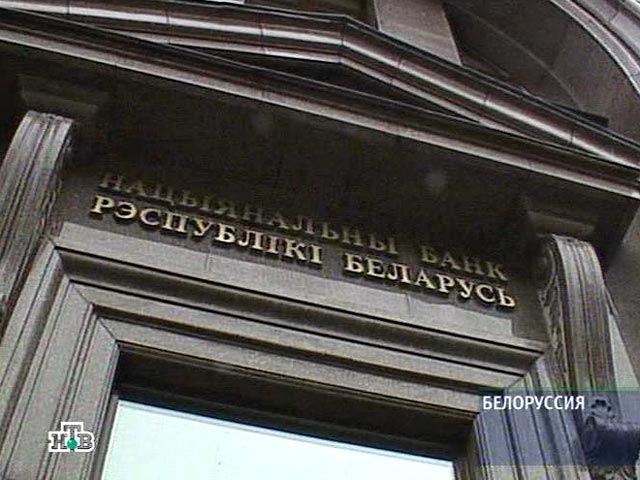 НАЦЫЯНАЛЬНЫ БАНК
РЭСПУБЛІКІ БЕЛАРУСЬ
БЕЛОРУССИЯ
НТВ